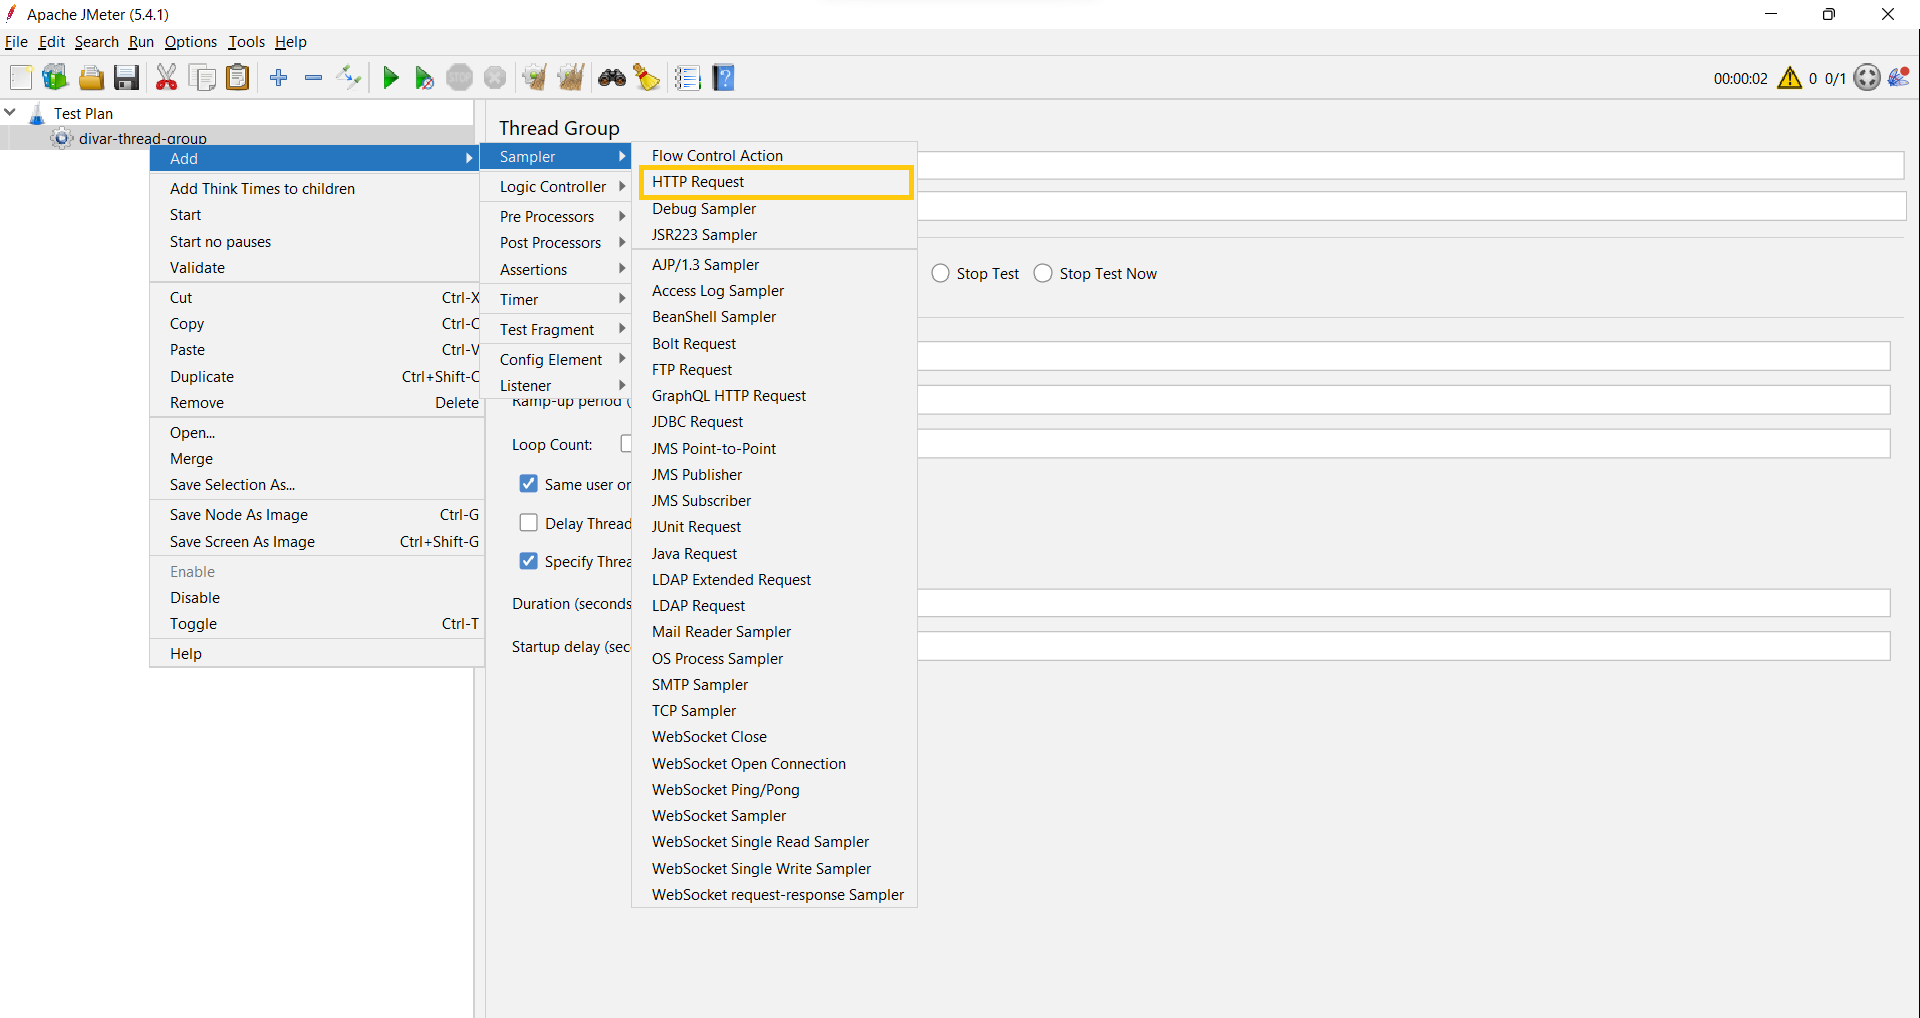 Apache JMeter (5.4.1)
File Edit Search Run Options Tools Help
STOP
00:00:02 0 0/1
Test Plan
divar-thread-group
Add
Add Think Times to children
Start
Start no pauses
Validate
Cut Ctrl-X
Copy Ctrl-C
Paste Ctrl-V
Duplicate Ctrl+Shift-C
Remove Delete
Open...
Merge
Save Selection As...
Save Node As Image Ctrl-G
Save Screen As Image Ctrl+Shift-G
Enable
Disable
Toggle Ctrl-T
Help
Sampler
Logic Controller
Pre Processors
Post Processors
Assertions
Timer
Test Fragment
Config Element
Listener
Flow Control Action
HTTP Request
Debug Sampler
JSR223 Sampler
AJP/1.3 Sampler
Access Log Sampler
BeanShell Sampler
Bolt Request
FTP Request
GraphQL HTTP Request
JDBC Request
JMS Point-to-Point
JMS Publisher
JMS Subscriber
JUnit Request
Java Request
LDAP Extended Request
LDAP Request
Mail Reader Sampler
OS Process Sampler
SMTP Sampler
TCP Sampler
WebSocket Close
WebSocket Open Connection
WebSocket Ping/Pong
WebSocket Sampler
WebSocket Single Read Sampler
WebSocket Single Write Sampler
WebSocket request-response Sampler
Thread Group
Stop Test Stop Test Now
Ramp-up period (
Loop Count:
Same user or
Delay Thread
Specify Threa
Duration (seconds
Startup delay (sec